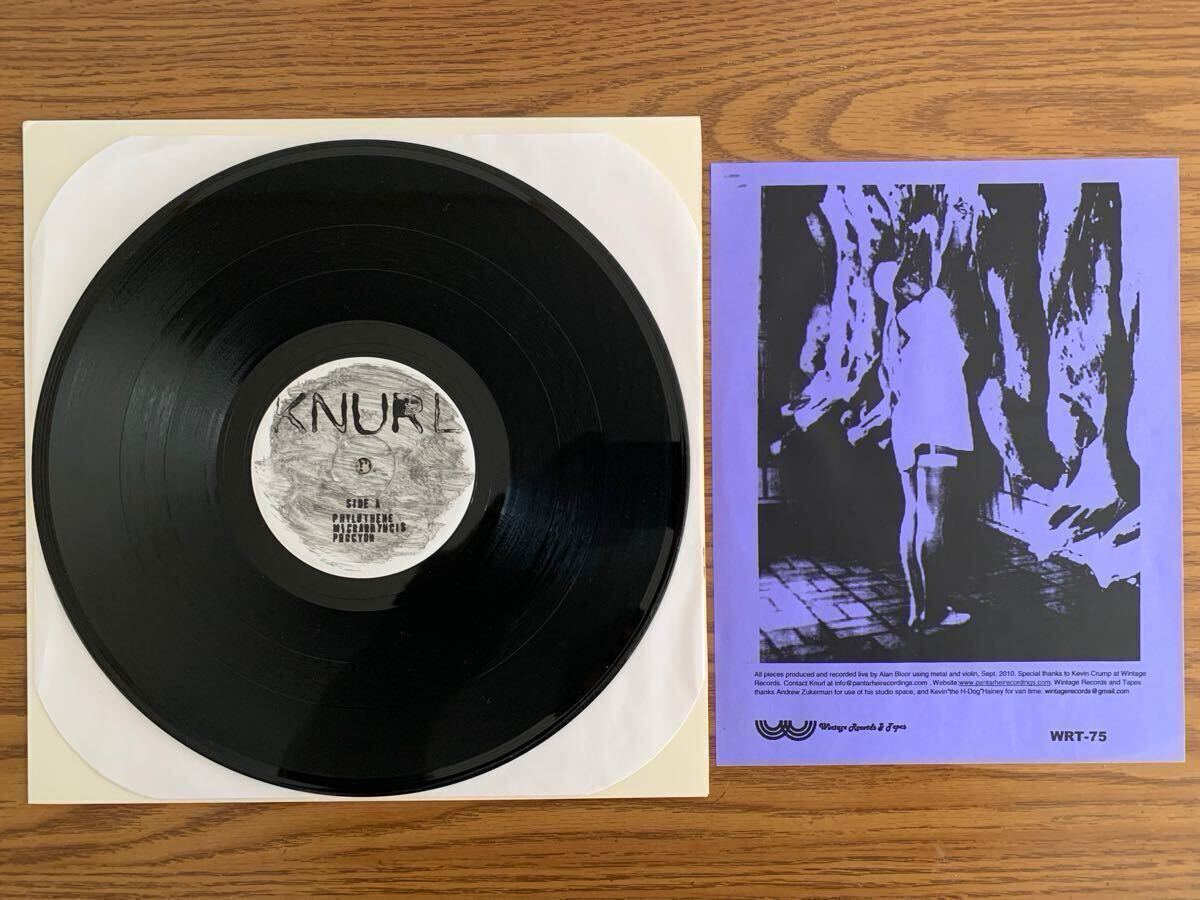 KNURL
SIDE A
PHYLOTHENE
PROCYON
All pieces produced and recorded live by Alan Bloor using metal and violin, Sept. 2010. Special thanks to Kevin Crump at Wintage
Records. Contact Knurl at info@pantarheirecordings.com . Website:www.pantarheirecordings.com. Wintage Records and Tapes
thanks Andrew Zukerman for use of his studio space, and Kevin"the H-Dog"Hainey for van time. wintagerecords@gmail.com
Wintage Records & Tapes
WRT-75